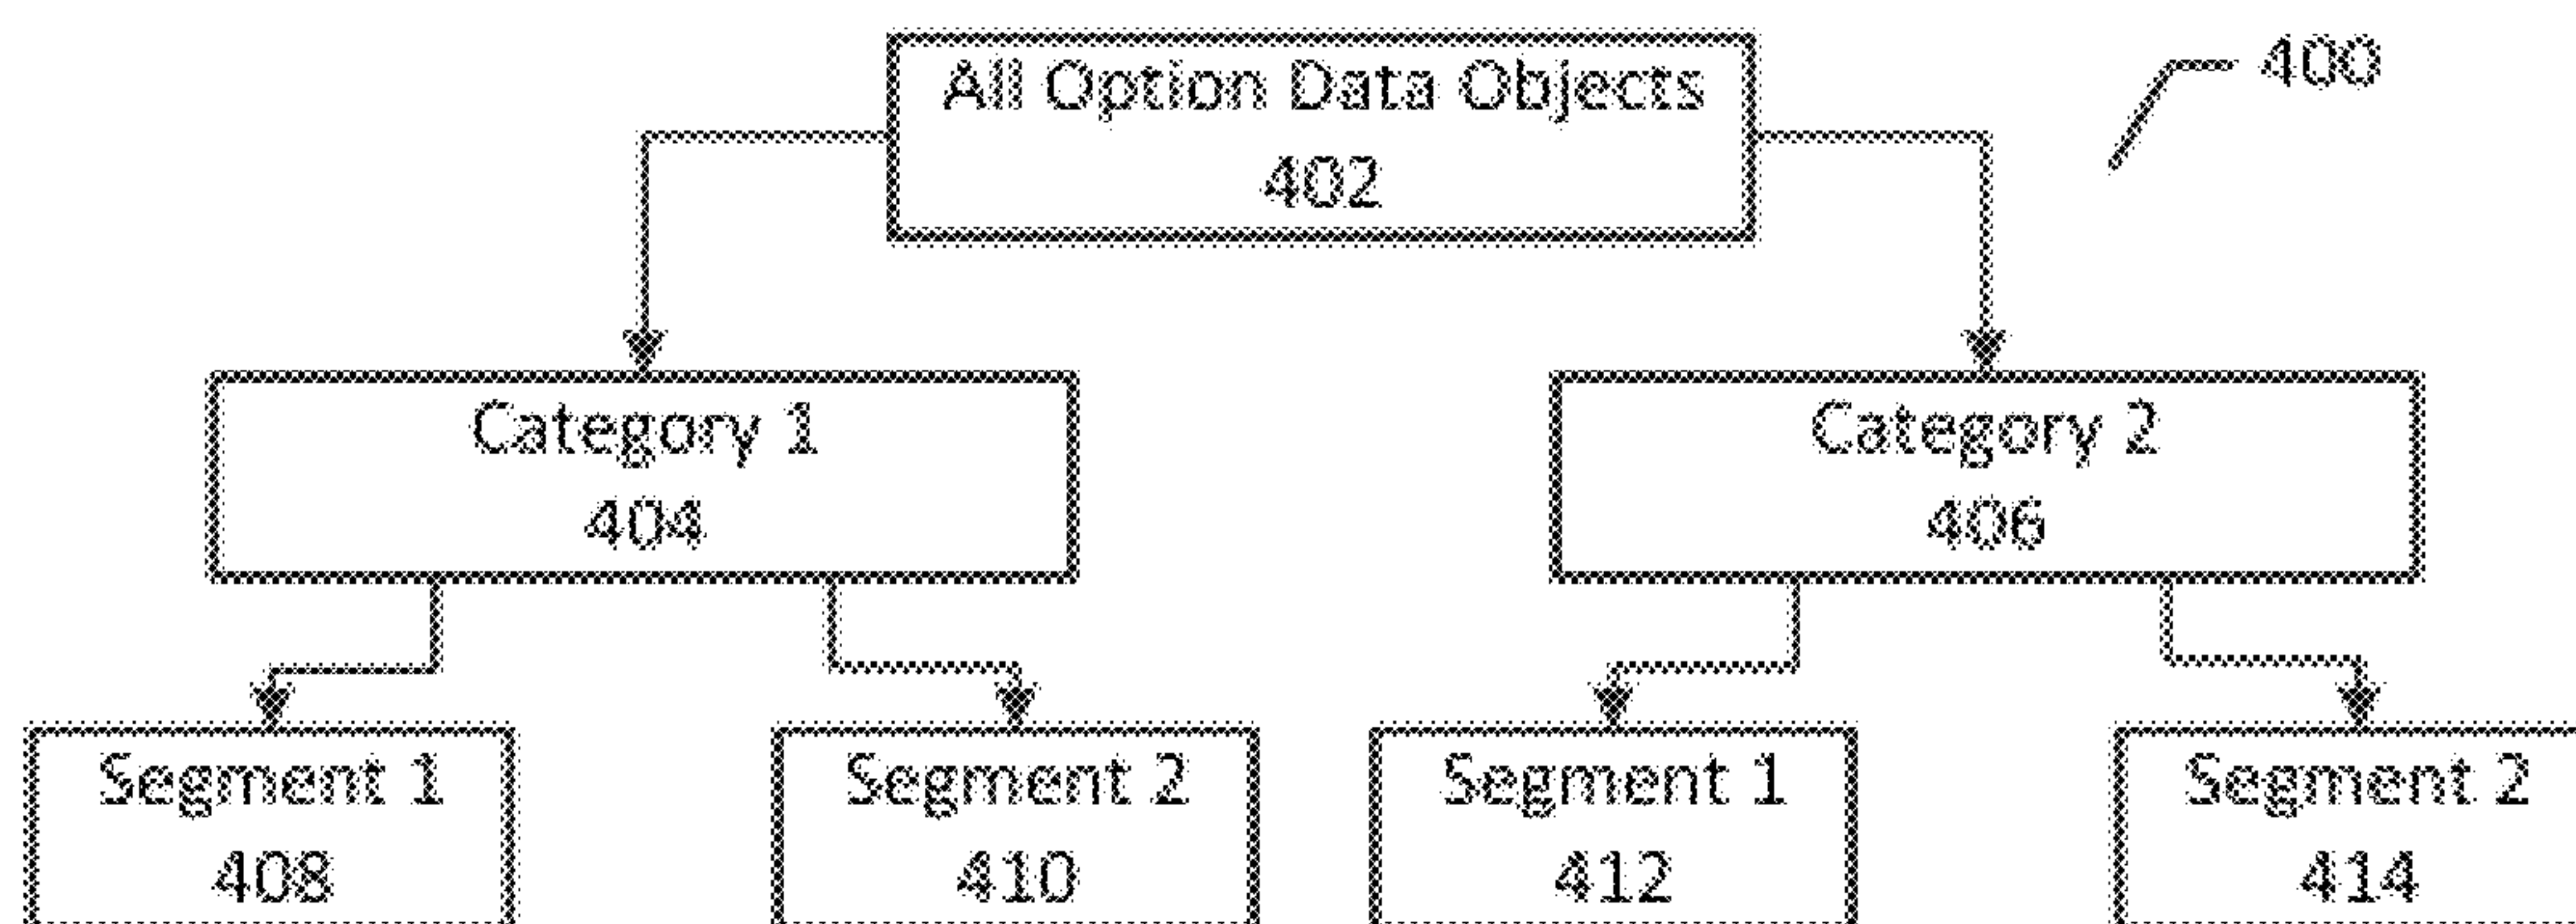 All Option Data Objects
402
400
Category 1
404
Category 2
406
Segment 1
408
Segment 2
410
Segment 1
412
Segment 2
414